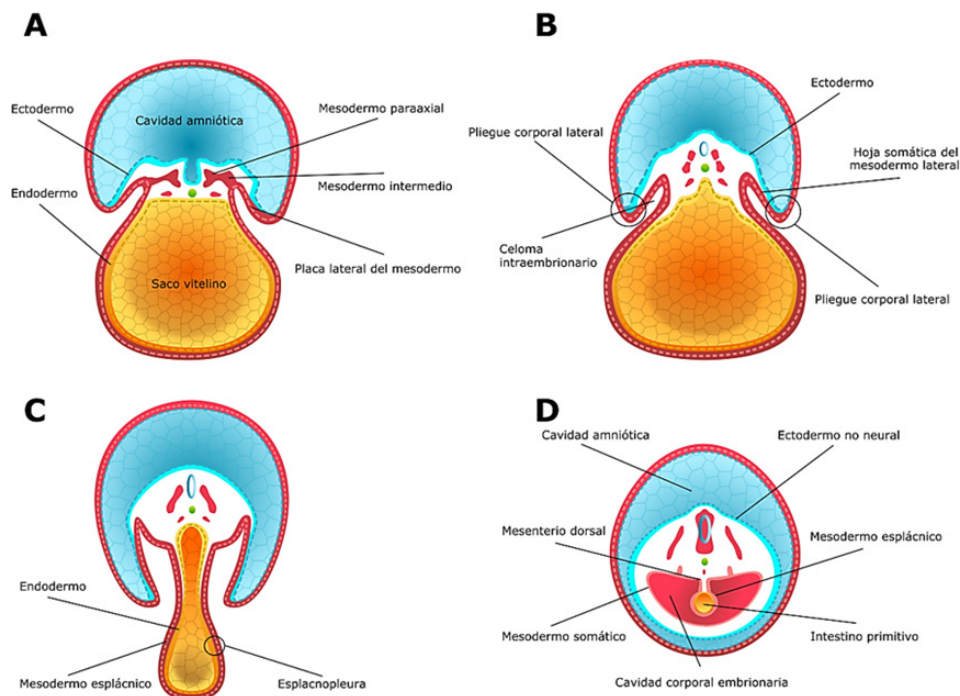 A
Ectodermo
Endodermo
Cavidad amniótica
Saco vitelino
Mesodermo paraaxial
Mesodermo intermedio
Placa lateral del mesodermo
B
Pliegue corporal lateral
Celoma
intraembrionario
Ectodermo
Hoja somática del
mesodermo lateral
Pliegue corporal lateral
C
Endodermo
Mesodermo esplácnico
Esplacnopleura
D
Cavidad amniótica
Ectodermo no neural
Mesenterio dorsal
Mesodermo esplácnico
Mesodermo somático
Intestino primitivo
Cavidad corporal embrionaria